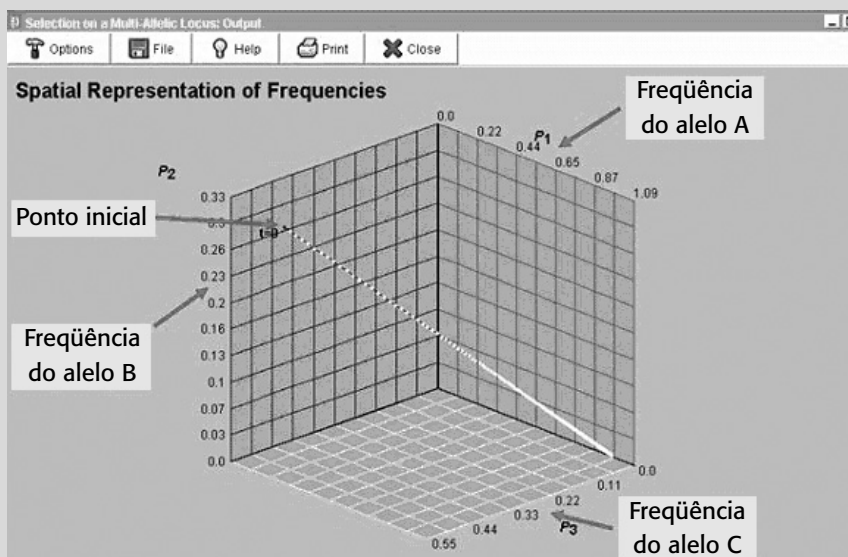 Selection on a Multi-Allelic Locus: Output
Options File Help Print Close
Spatial Representation of Frequencies
Freqüência
do alelo A
P1
0.0
0.22
0.44
0.65
0.87
1.09
P2
Ponto inicial
t=0
Freqüência
do alelo B
0.33
0.3
0.26
0.23
0.2
0.16
0.13
0.1
0.07
0.03
0.0
0.0
0.11
0.22
0.33
0.44
0.55
P3
Freqüência
do alelo C